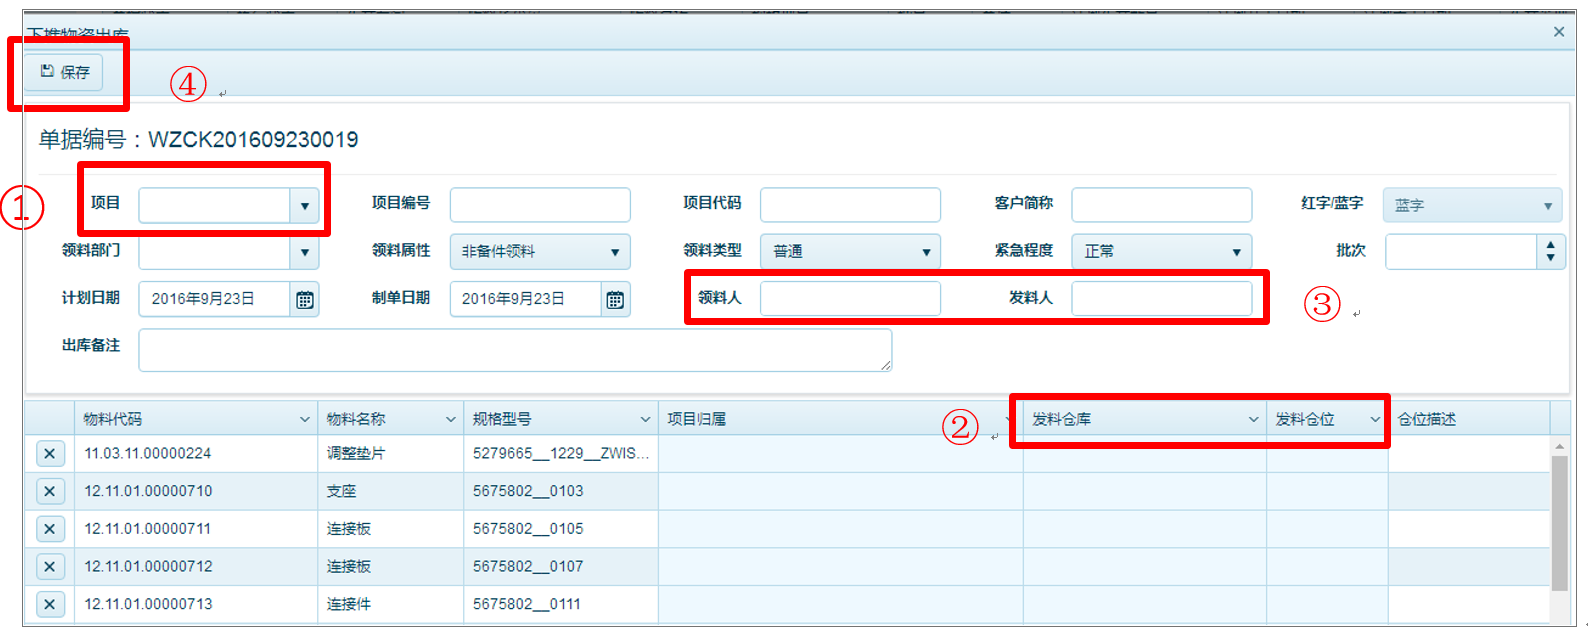 下推物资出库 ×
保存 ④
单据编号：WZCK201609230019
① 项目 项目编号 项目代码 客户简称 红字/蓝字 蓝字
领料部门 领料属性 非备件领料 领料类型 普通 紧急程度 正常 批次
计划日期 2016年9月23日 制单日期 2016年9月23日 领料人 发料人 ③
出库备注
物料代码 物料名称 规格型号 项目归属 ② 发料仓库 发料仓位 仓位描述
× 11.03.11.00000224 调整垫片 5279665__1229__ZWIS...
× 12.11.01.00000710 支座 5675802__0103
× 12.11.01.00000711 连接板 5675802__0105
× 12.11.01.00000712 连接板 5675802__0107
× 12.11.01.00000713 连接件 5675802__0111